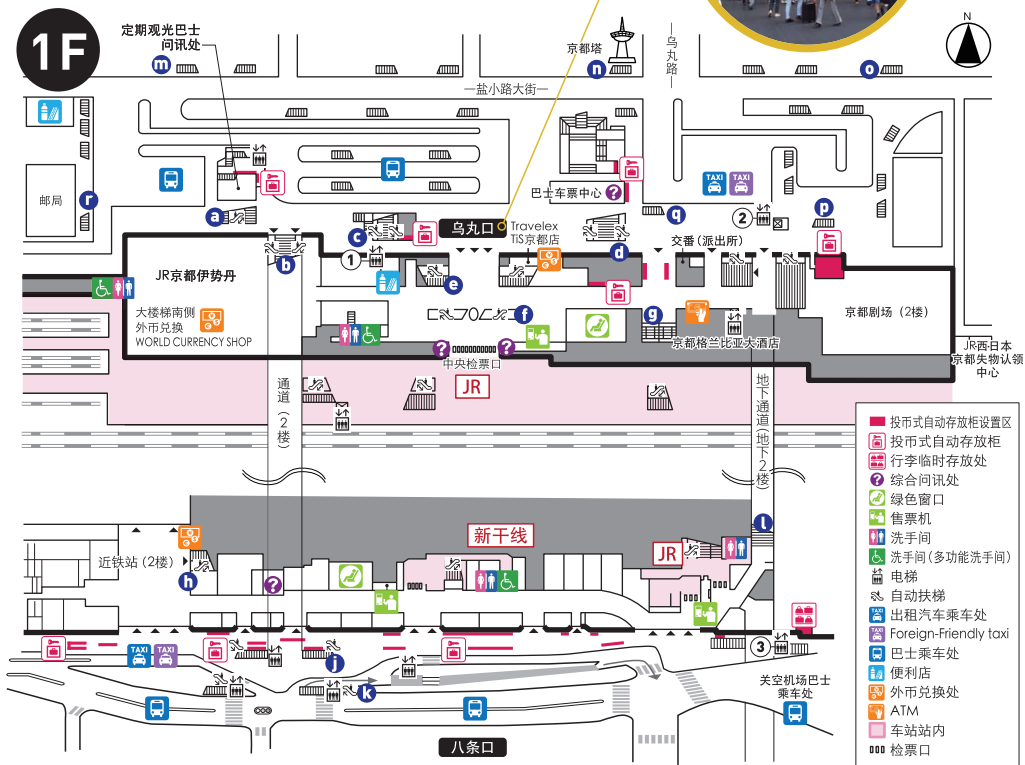 1F
定期观光巴士
问讯处
m
京都塔
n
乌丸路
o
N
盐小路大街
邮局
r
a
巴士车票中心
?
TAXI
TAXI
q
2
p
c
乌丸口
Travelex
TiS京都店
d
交番(派出所)
b
1
JR京都伊势丹
e
大楼梯南侧
外币兑换
WORLD CURRENCY SHOP
f
g
京都剧场(2楼)
京都格兰比亚大酒店
?
?
中央检票口
JR
JR西日本
京都失物认领
中心
通道(2楼)
地下通道(地下2楼)
l
新干线
JR
近铁站(2楼)
h
?
TAXI
TAXI
j
k
3
关空机场巴士
乘车处
八条口
投币式自动存放柜设置区
投币式自动存放柜
行李临时存放处
? 综合问讯处
绿色窗口
售票机
洗手间
洗手间(多功能洗手间)
电梯
自动扶梯
TAXI 出租汽车乘车处
TAXI Foreign-Friendly taxi
巴士乘车处
便利店
外币兑换处
ATM
车站站内
检票口